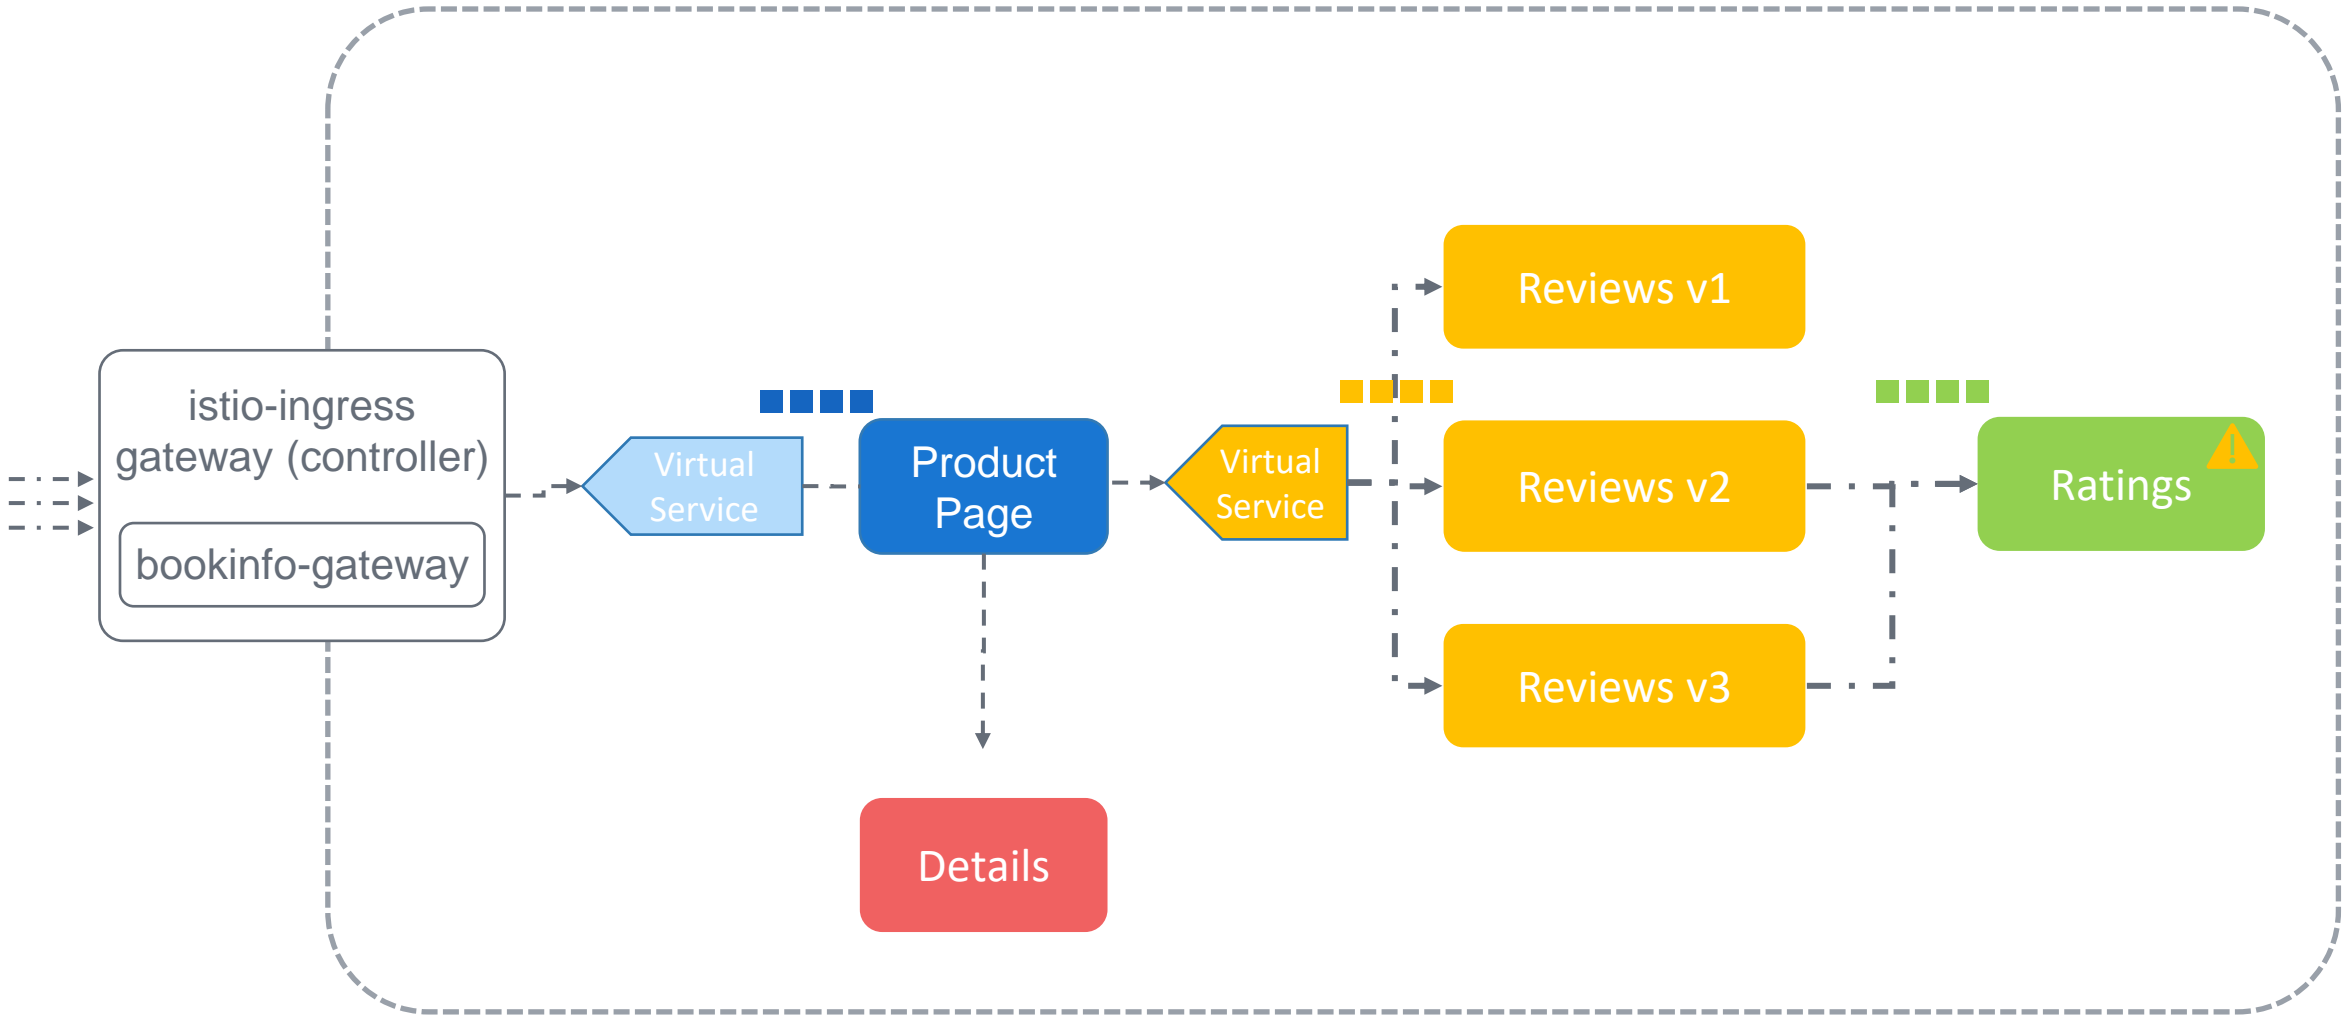 istio-ingress
gateway (controller)
bookinfo-gateway
Virtual
Service
Product
Page
Details
Virtual
Service
Reviews v1
Reviews v2
Reviews v3
Ratings
!